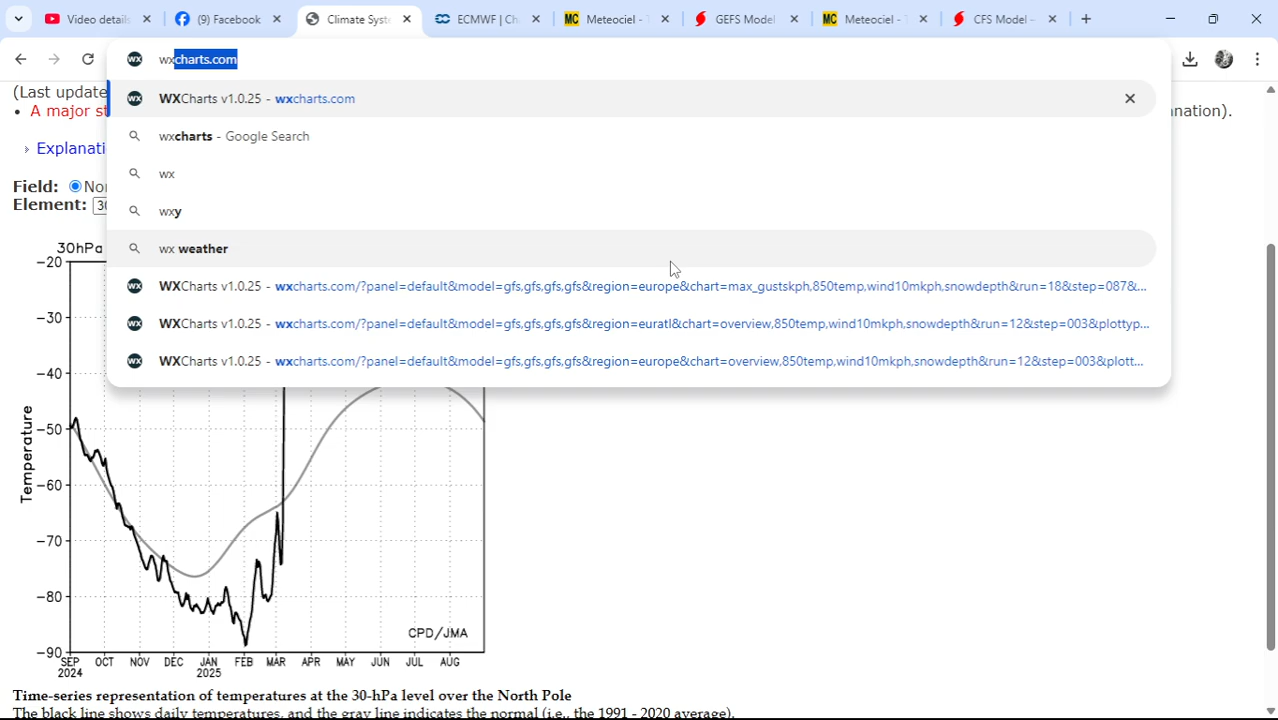 Video details
(9) Facebook
Climate Sys
ECMWF | Ch
Meteociel -
GEFS Model
Meteociel -
CFS Model -
wxcharts.com
(Last update
WXCharts v1.0.25 - wxcharts.com
• A major st
nation).
wxcharts - Google Search
› Explanati
wx
Field: Nor
Element: 30
wxy
wx weather
WXCharts v1.0.25 - wxcharts.com/?panel=default&model=gfs,gfs,gfs,gfs&region=europe&chart=max_gustskph,850temp,wind10mkph,snowdepth&run=18&step=087&...
WXCharts v1.0.25 - wxcharts.com/?panel=default&model=gfs,gfs,gfs,gfs&region=euratl&chart=overview,850temp,wind10mkph,snowdepth&run=12&step=003&plottyp...
WXCharts v1.0.25 - wxcharts.com/?panel=default&model=gfs,gfs,gfs,gfs&region=europe&chart=overview,850temp,wind10mkph,snowdepth&run=12&step=003&plott...
30hPa
-20
-30
-40
-50
-60
-70
-80
-90
Temperature
CPD/JMA
SEP OCT NOV DEC JAN FEB MAR APR MAY JUN JUL AUG
2024 2025
Time-series representation of temperatures at the 30-hPa level over the North Pole
The black line shows daily temperatures, and the gray line indicates the normal (i.e., the 1991 - 2020 average).